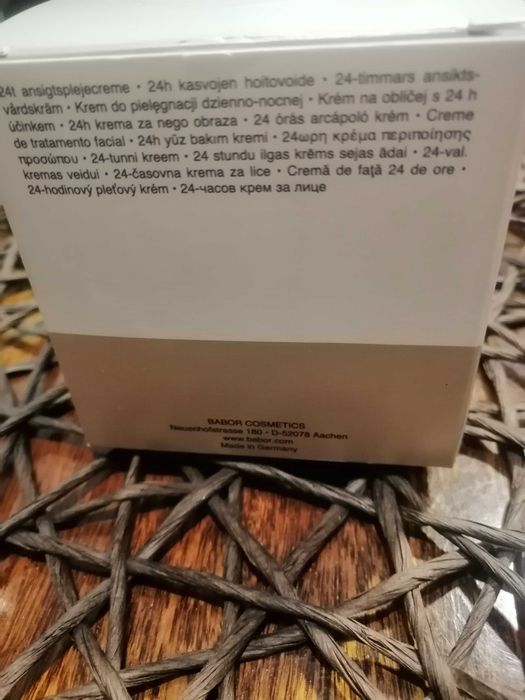 24t ansigtsplejecreme · 24h kasvojen hoitovoide · 24-timmars ansikts-
vårdskräm · Krem do pielęgnacji dzienno-nocnej · Krém na obličej s 24 h
účinkem · 24h krema za nego obraza · 24 órás arcápoló krém · Creme
de tratamento facial · 24h yüz bakım kremi · 24ωρη κρέμα περιποίησης
προσώπου · 24-tunni kreem · 24 stundu ilgas krēms sejas ādai · 24-val.
kremas veidui · 24-часовна krema за lice · Cremă de faţă 24 de ore ·
24-hodinový pleťový krém · 24-часов крем за лице
BABOR COSMETICS
Neuenhofstrasse 180 · D-52078 Aachen
www.babor.com
Made in Germany